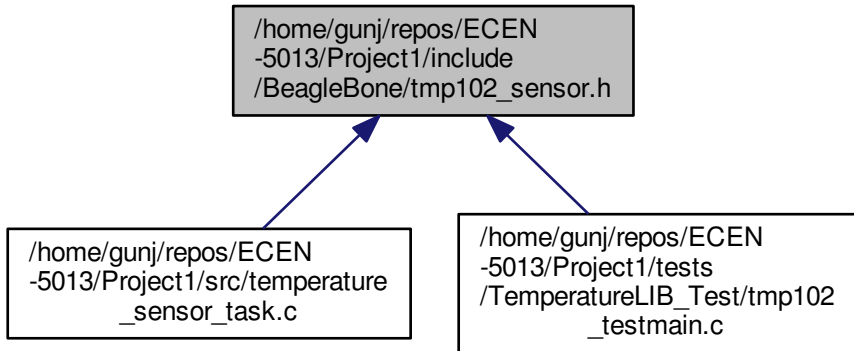 /home/gunj/repos/ECEN
-5013/Project1/include
/BeagleBone/tmp102_sensor.h
/home/gunj/repos/ECEN
-5013/Project1/src/temperature
_sensor_task.c
/home/gunj/repos/ECEN
-5013/Project1/tests
/TemperatureLIB_Test/tmp102
_testmain.c